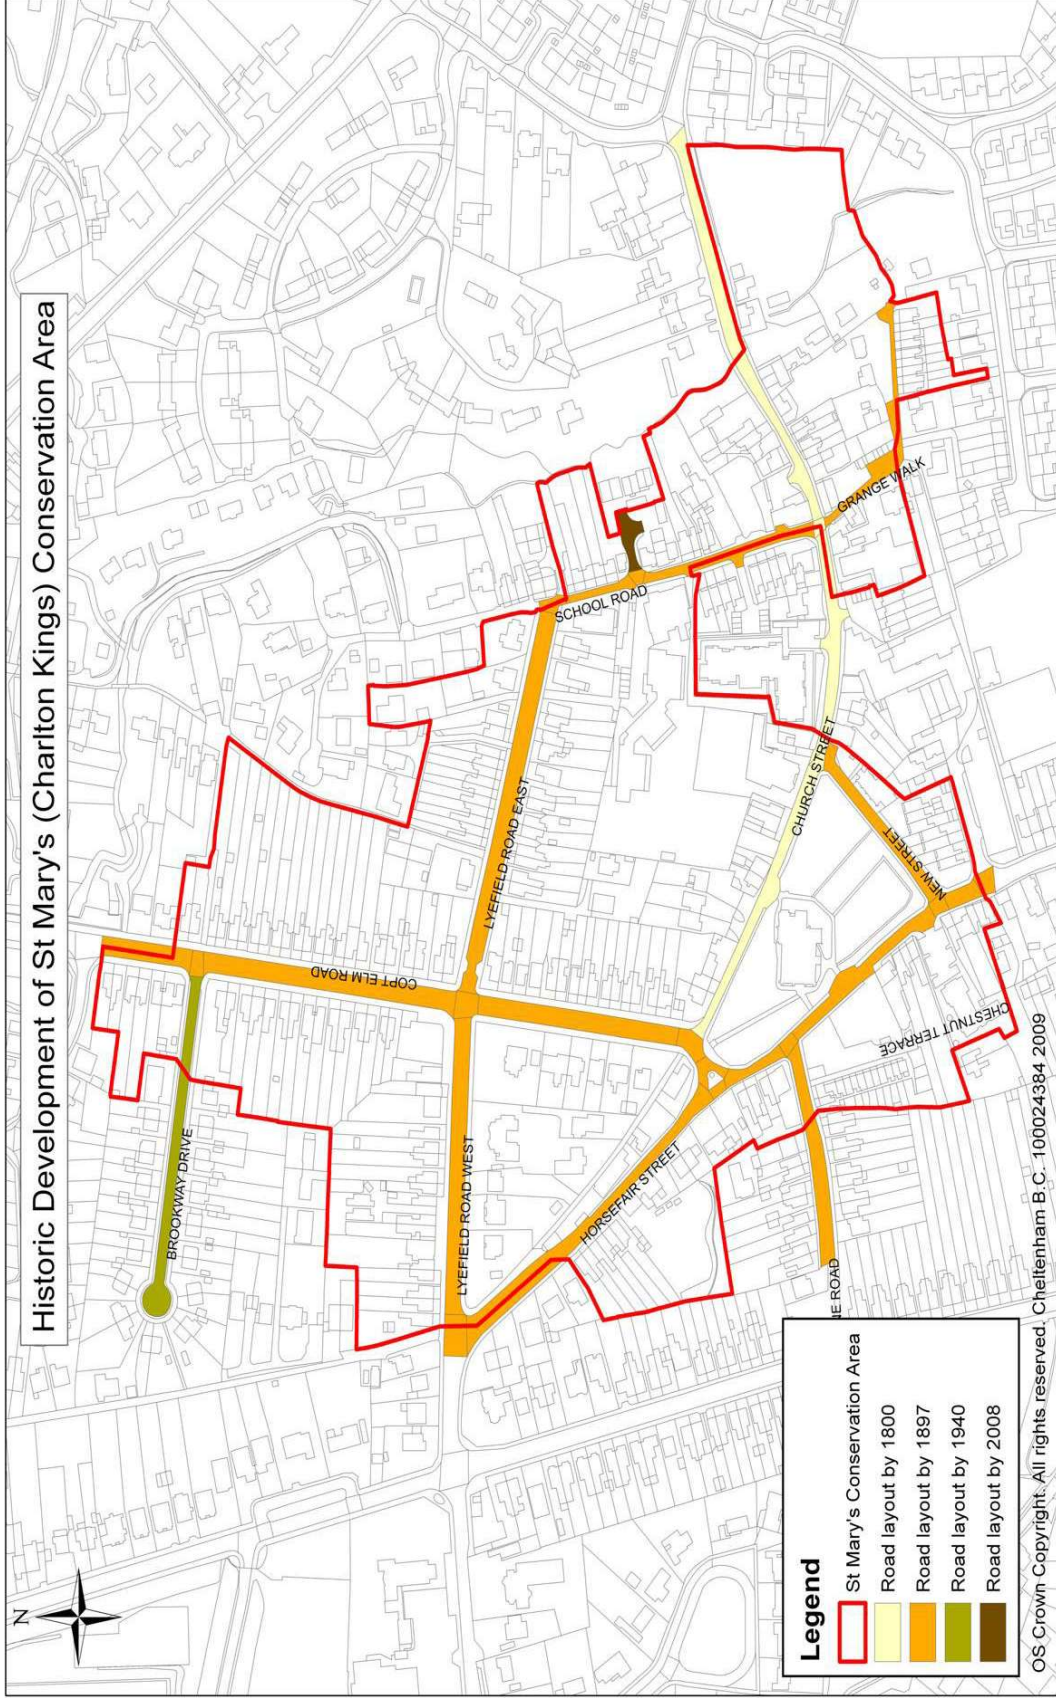 Historic Development of St Mary's (Charlton Kings) Conservation Area
N
BROOKWAY DRIVE
COPT ELM ROAD
LYEFIELD ROAD WEST
LYEFIELD ROAD EAST
SCHOOL ROAD
GRANGE WALK
HORSEFAIR STREET
CHURCH STREET
NEW STREET
CHESTNUT TERRACE
NE ROAD
Legend
St Mary's Conservation Area
Road layout by 1800
Road layout by 1897
Road layout by 1940
Road layout by 2008
OS Crown Copyright. All rights reserved. Cheltenham B.C. 100024384 2009